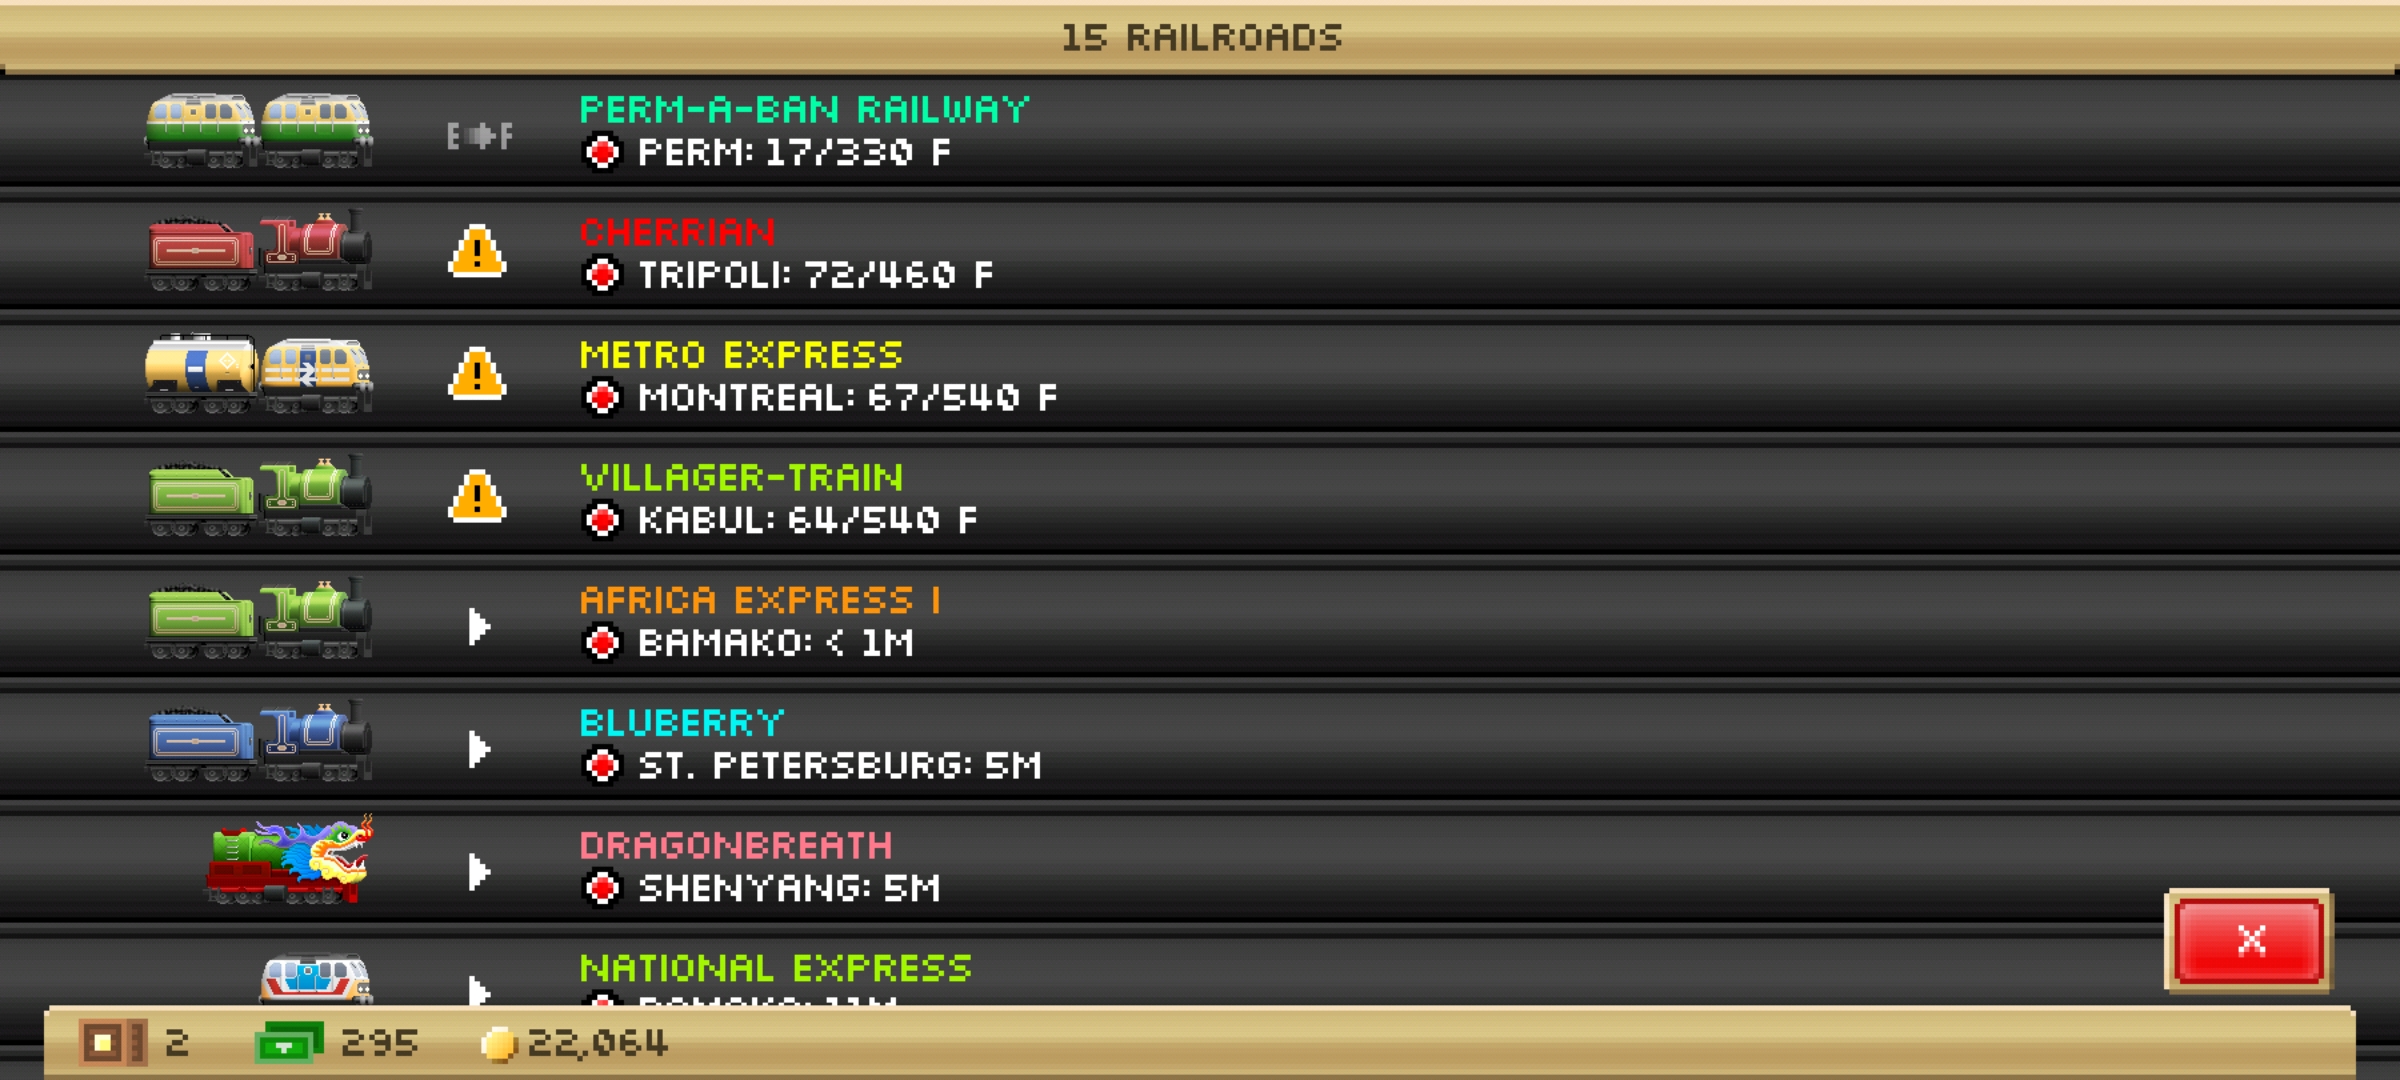 15 RAILROADS
E F
PERM-A-BAN RAILWAY
PERM: 17/330 F
CHERRIAN
TRIPOLI: 72/460 F
METRO EXPRESS
MONTREAL: 67/540 F
VILLAGER-TRAIN
KABUL: 64/540 F
AFRICA EXPRESS I
BAMAKO: < 1M
BLUBERRY
ST. PETERSBURG: 5M
DRAGONBREATH
SHENYANG: 5M
NATIONAL EXPRESS
BAMAKO: 11M
X
2 295 22,064